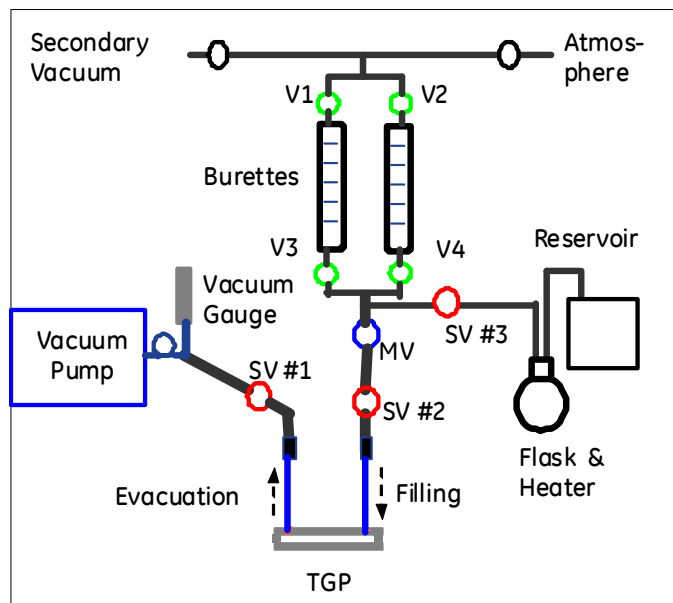 Secondary
Vacuum
Atmos-
phere
V1
V2
Burettes
V3
V4
Reservoir
Vacuum
Gauge
Vacuum
Pump
SV #1
MV
SV #3
SV #2
Flask &
Heater
Evacuation
Filling
TGP